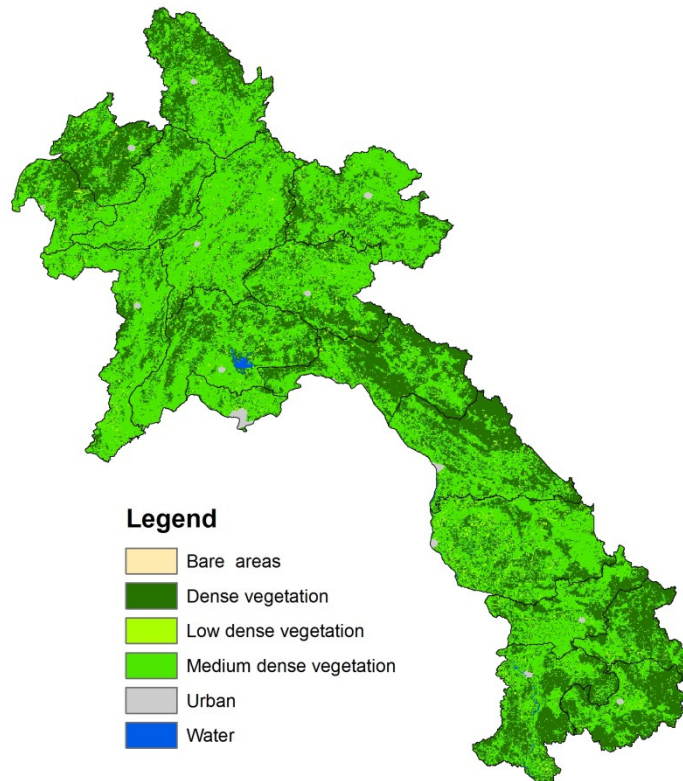 Legend
Bare areas
Dense vegetation
Low dense vegetation
Medium dense vegetation
Urban
Water